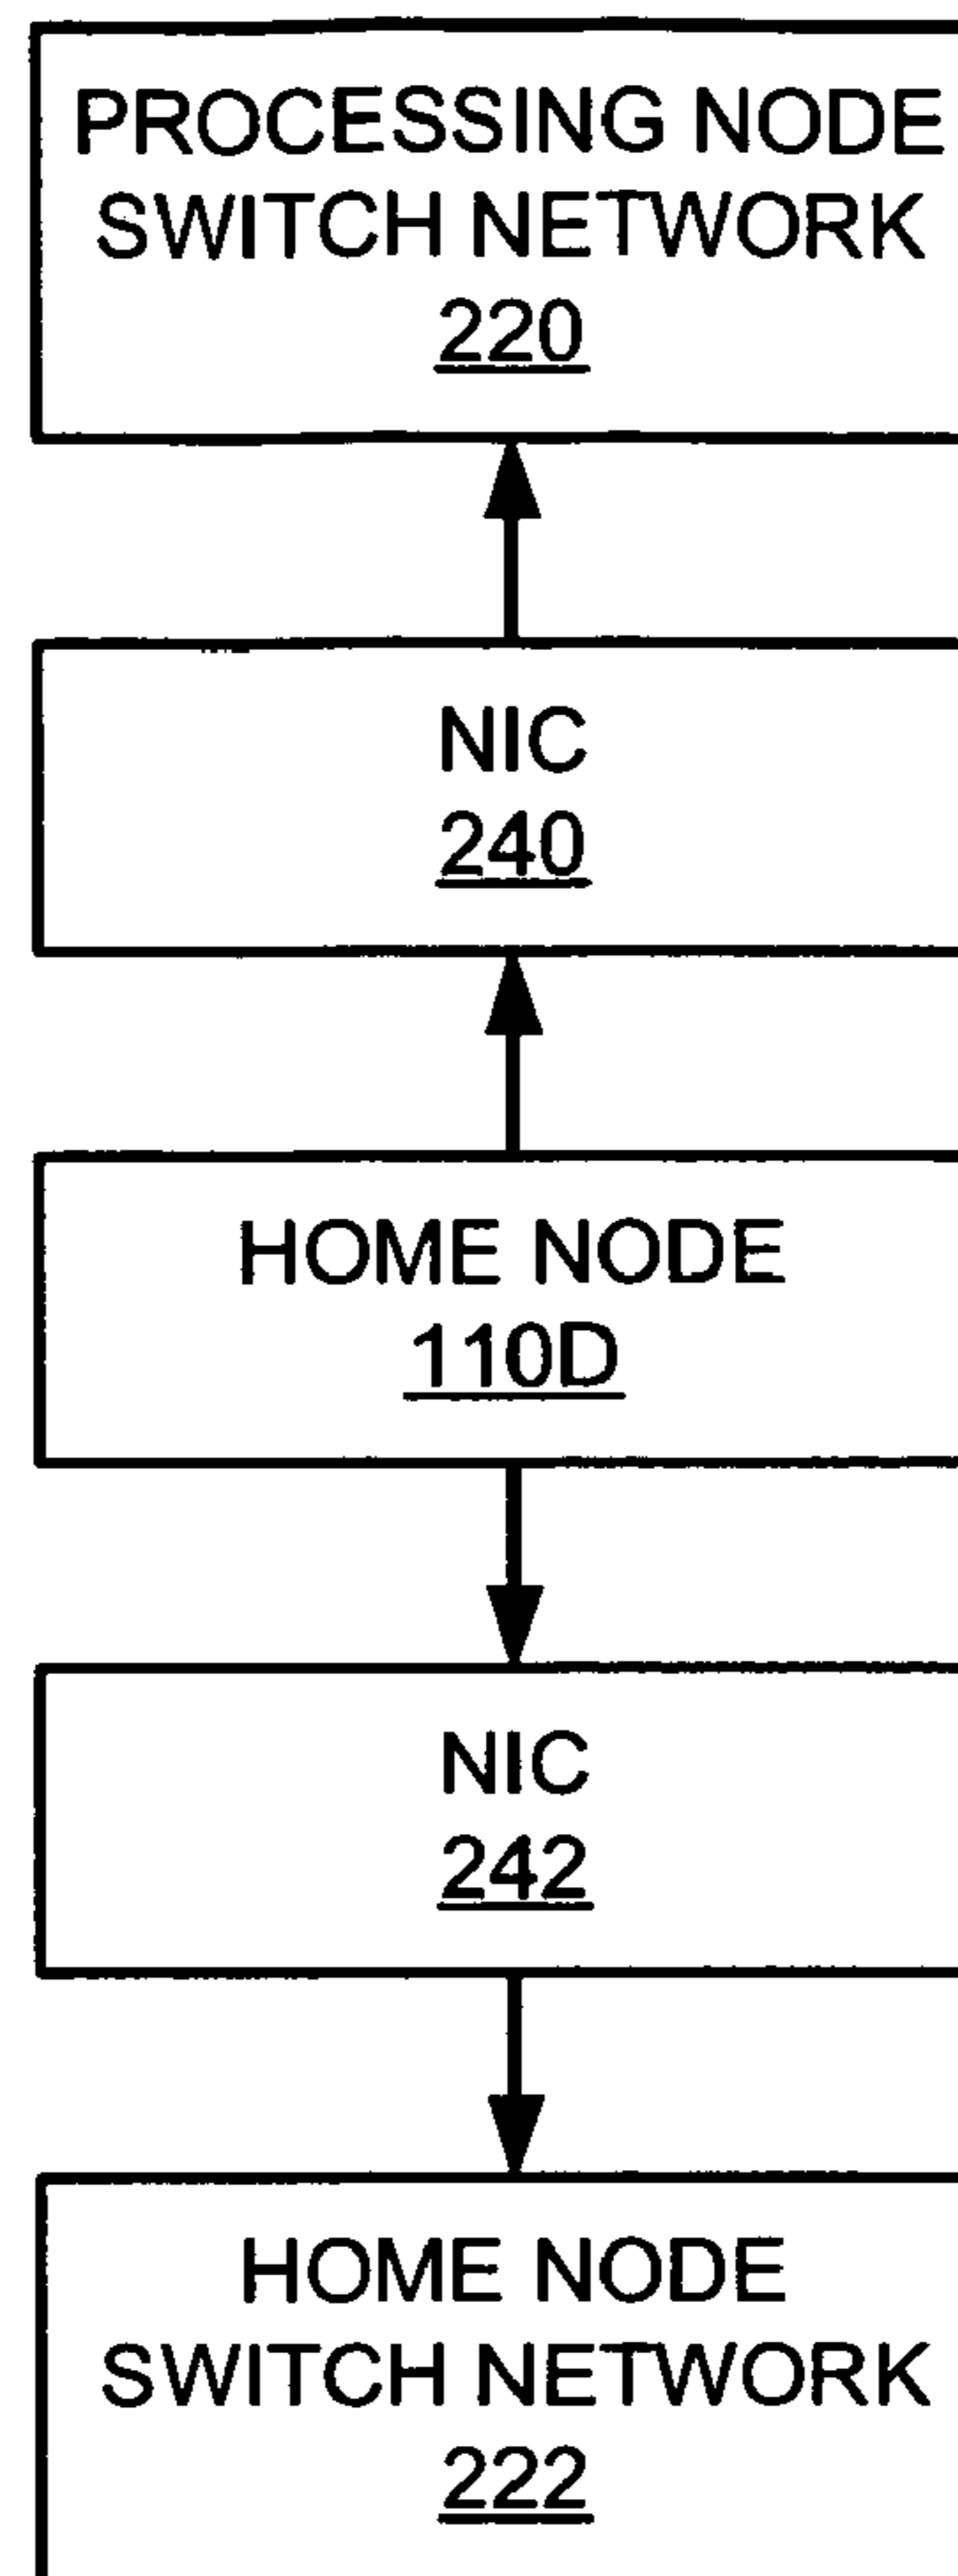 PROCESSING NODE
SWITCH NETWORK
220
NIC
240
HOME NODE
110D
NIC
242
HOME NODE
SWITCH NETWORK
222